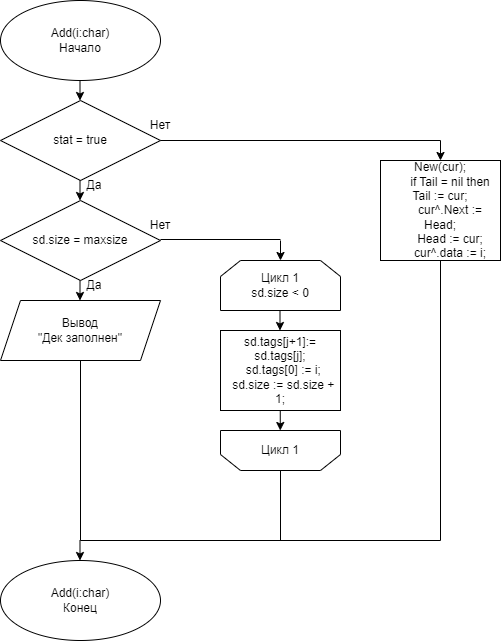 Add(i:char)
Начало
stat = true
Нет
Да
New(cur);
if Tail = nil then
Tail := cur;
cur^.Next :=
Head;
Head := cur;
cur^.data := i;
sd.size = maxsize
Нет
Да
Цикл 1
sd.size < 0
Вывод
"Дек заполнен"
sd.tags[j+1]:=
sd.tags[j];
sd.tags[0] := i;
sd.size := sd.size +
1;
Цикл 1
Add(i:char)
Конец